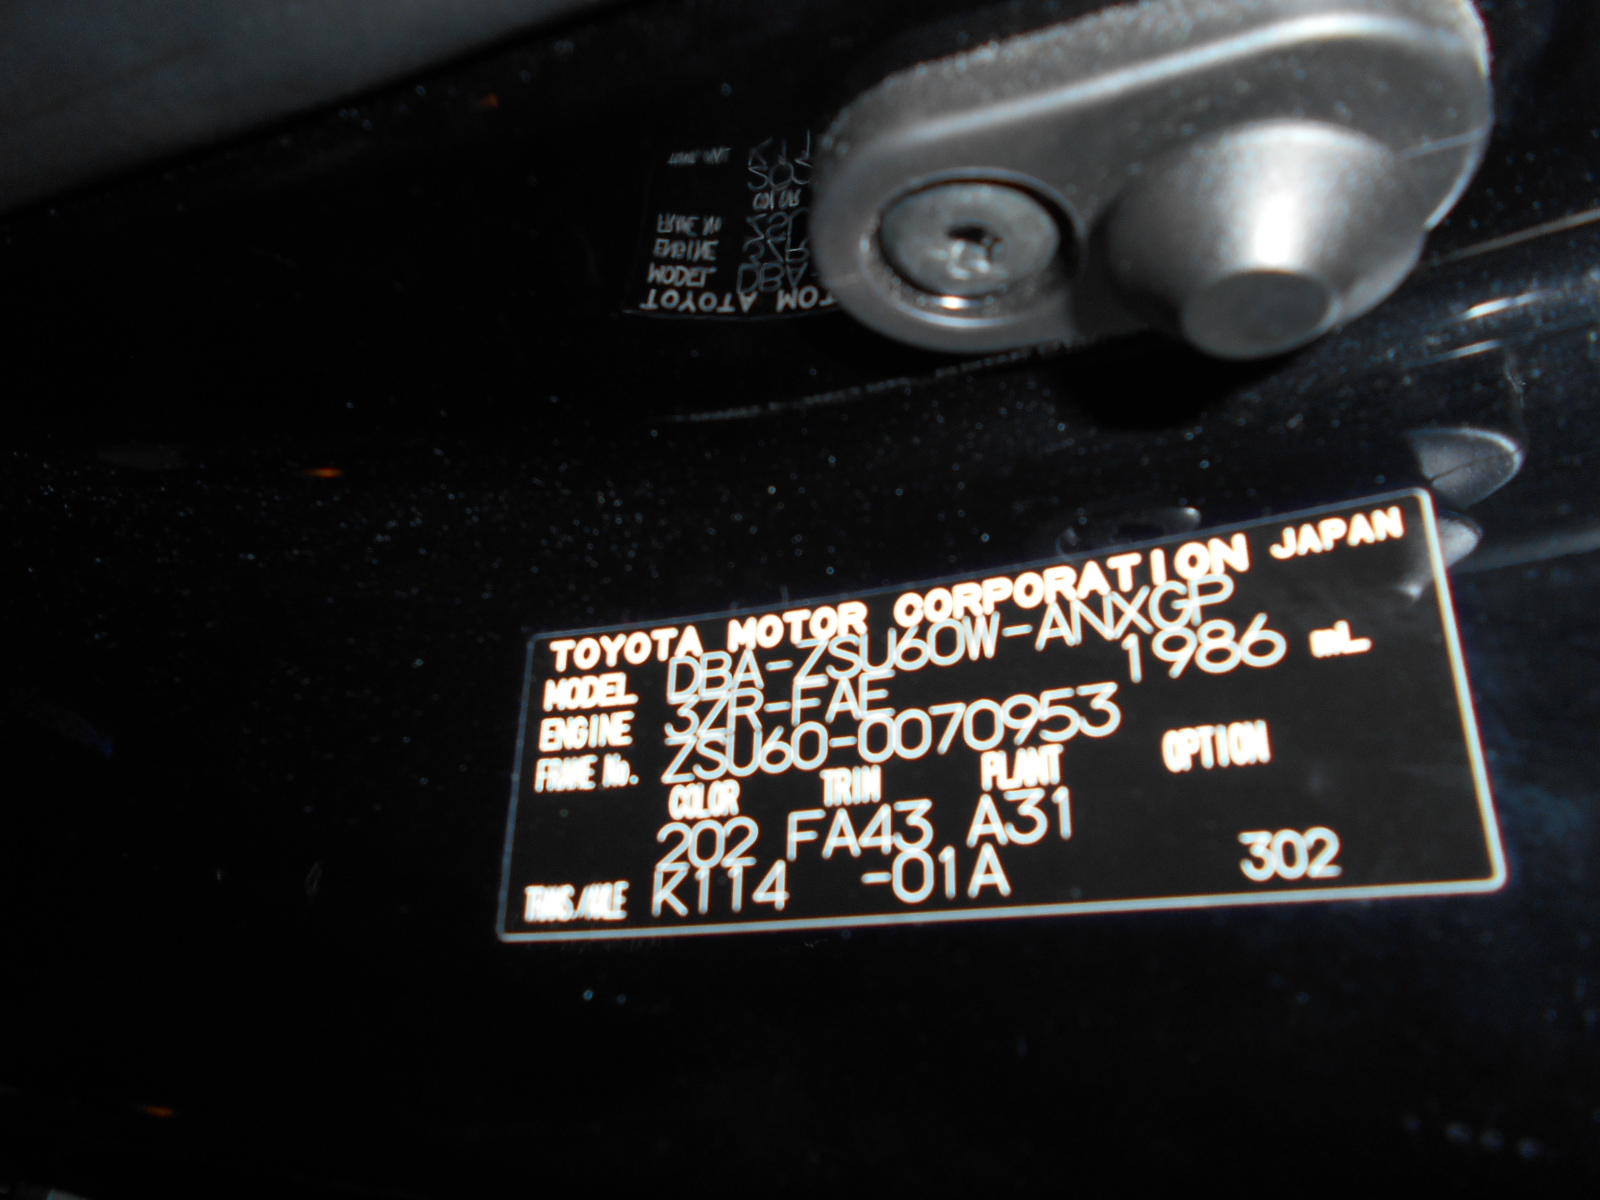 TOYOTA MOTOR CORPORATION JAPAN
MODEL DBA-ZSU60W-ANXGP
ENGINE 3ZR-FAE 1986 mL
FRAME No. ZSU60-0070953
COLOR TRIM PLANT OPTION
202 FA43 A31
TRANS./AXLE K114 -01A 302